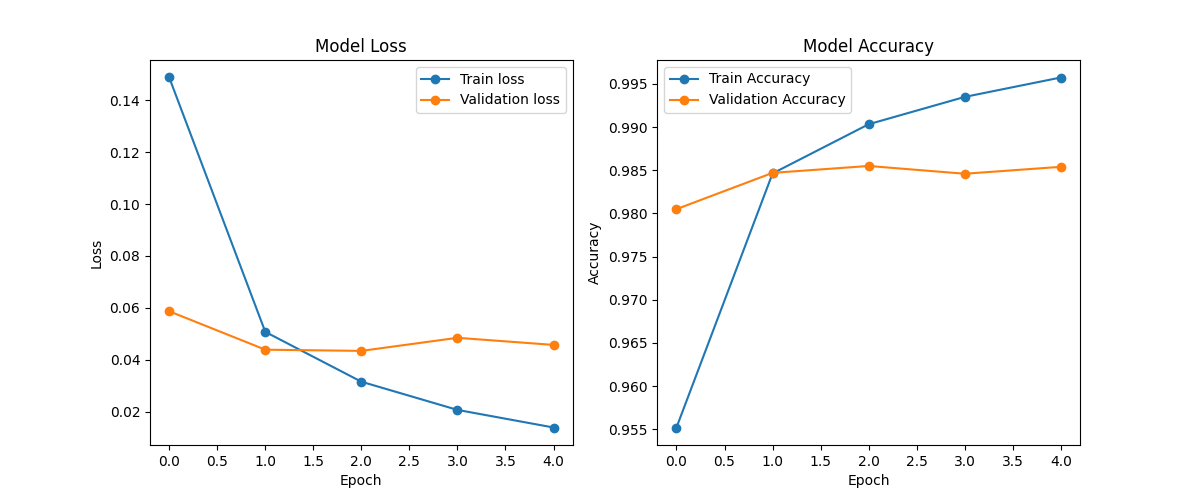 Model Loss
Train loss
Validation loss
0.14
0.12
0.10
0.08
0.06
0.04
0.02
Loss
0.0 0.5 1.0 1.5 2.0 2.5 3.0 3.5 4.0
Epoch
Model Accuracy
Train Accuracy
Validation Accuracy
0.995
0.990
0.985
0.980
0.975
0.970
0.965
0.960
0.955
Accuracy
0.0 0.5 1.0 1.5 2.0 2.5 3.0 3.5 4.0
Epoch